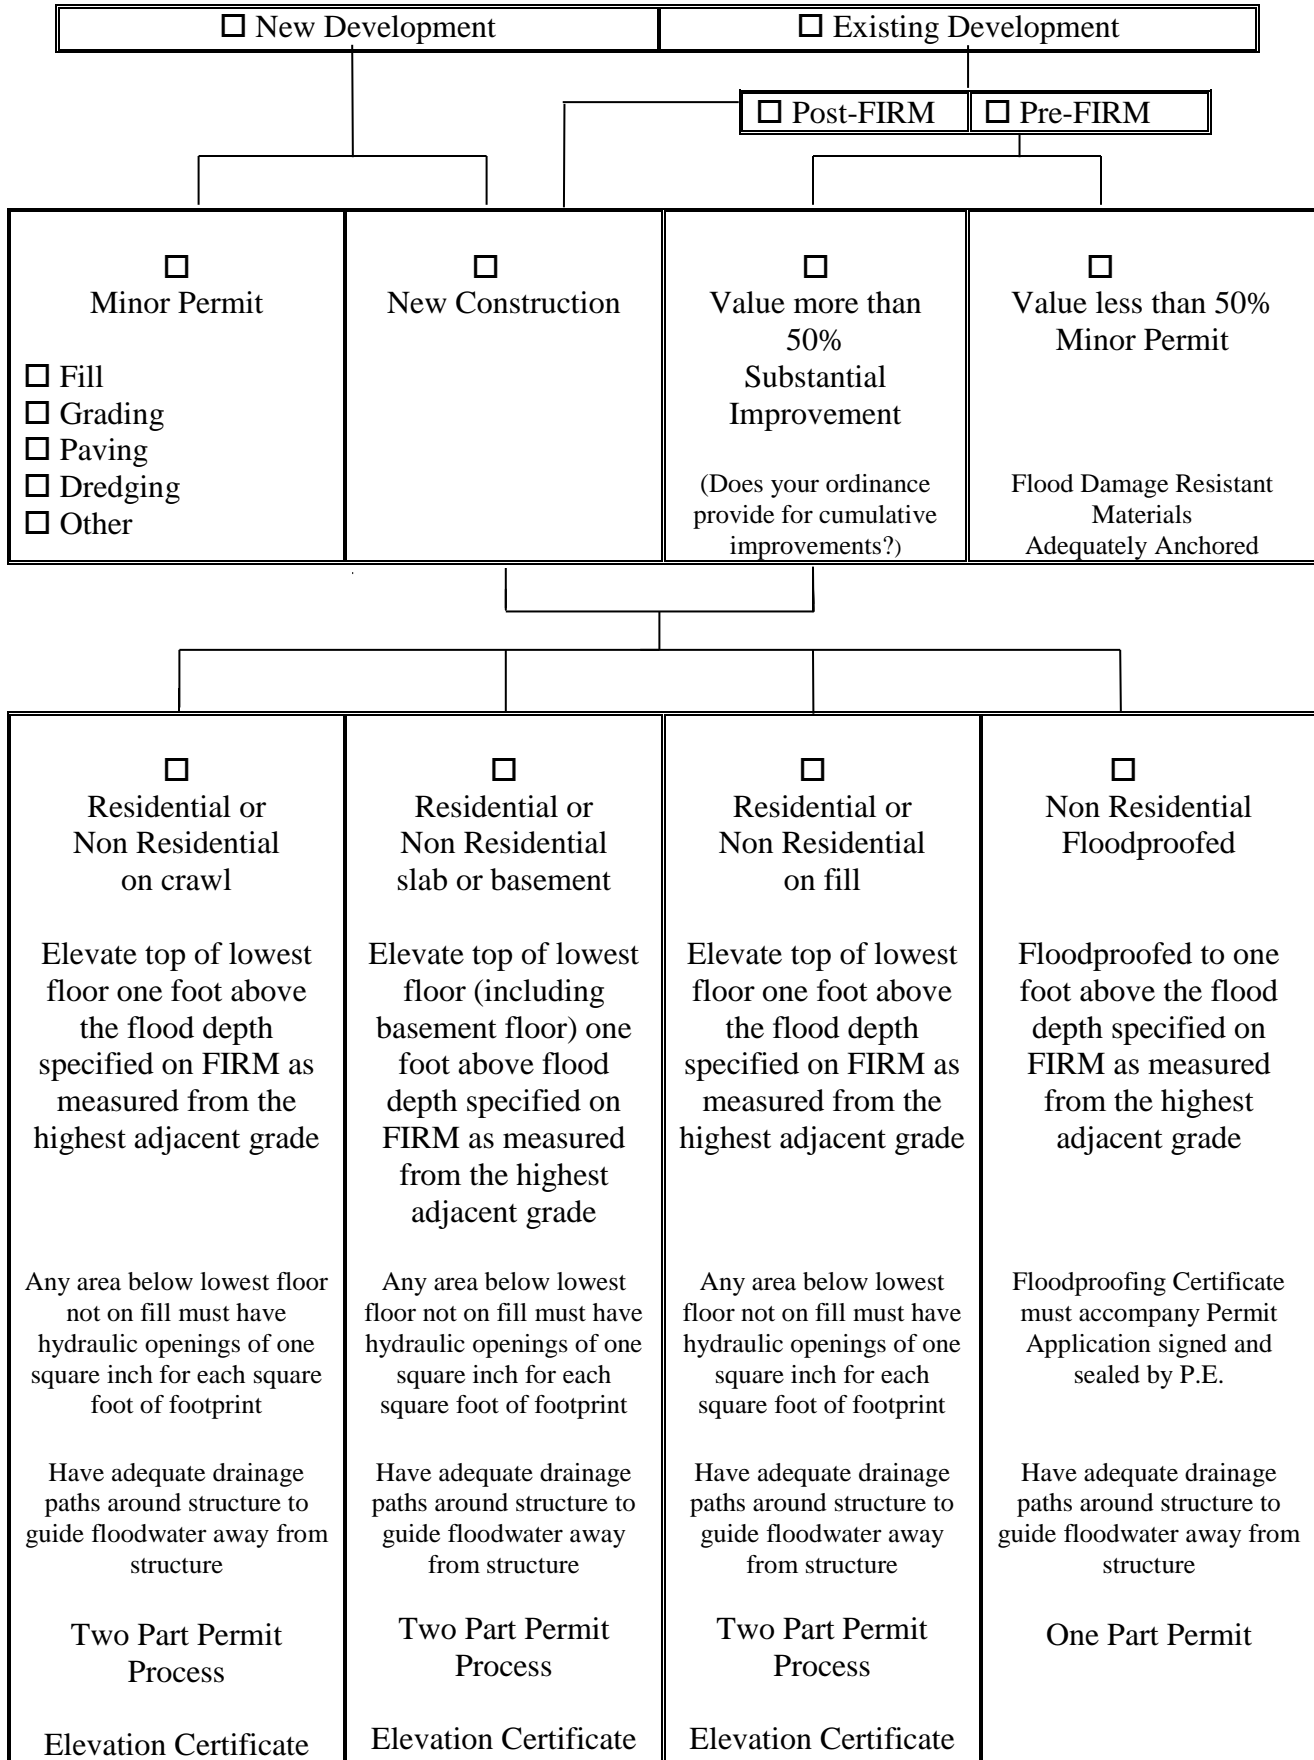 ☐ New Development
☐ Existing Development
☐ Post-FIRM
☐ Pre-FIRM
☐
Minor Permit
☐ Fill
☐ Grading
☐ Paving
☐ Dredging
☐ Other
☐
New Construction
☐
Value more than
50%
Substantial
Improvement
(Does your ordinance
provide for cumulative
improvements?)
☐
Value less than 50%
Minor Permit
Flood Damage Resistant
Materials
Adequately Anchored
☐
Residential or
Non Residential
on crawl
Elevate top of lowest
floor one foot above
the flood depth
specified on FIRM as
measured from the
highest adjacent grade
Any area below lowest floor
not on fill must have
hydraulic openings of one
square inch for each square
foot of footprint
Have adequate drainage
paths around structure to
guide floodwater away from
structure
Two Part Permit
Process
Elevation Certificate
☐
Residential or
Non Residential
slab or basement
Elevate top of lowest
floor (including
basement floor) one
foot above flood
depth specified on
FIRM as measured
from the highest
adjacent grade
Any area below lowest
floor not on fill must have
hydraulic openings of one
square inch for each
square foot of footprint
Have adequate drainage
paths around structure to
guide floodwater away
from structure
Two Part Permit
Process
Elevation Certificate
☐
Residential or
Non Residential
on fill
Elevate top of lowest
floor one foot above
the flood depth
specified on FIRM as
measured from the
highest adjacent grade
Any area below lowest
floor not on fill must have
hydraulic openings of one
square inch for each
square foot of footprint
Have adequate drainage
paths around structure to
guide floodwater away
from structure
Two Part Permit
Process
Elevation Certificate
☐
Non Residential
Floodproofed
Floodproofed to one
foot above the flood
depth specified on
FIRM as measured
from the highest
adjacent grade
Floodproofing Certificate
must accompany Permit
Application signed and
sealed by P.E.
Have adequate drainage
paths around structure to
guide floodwater away from
structure
One Part Permit